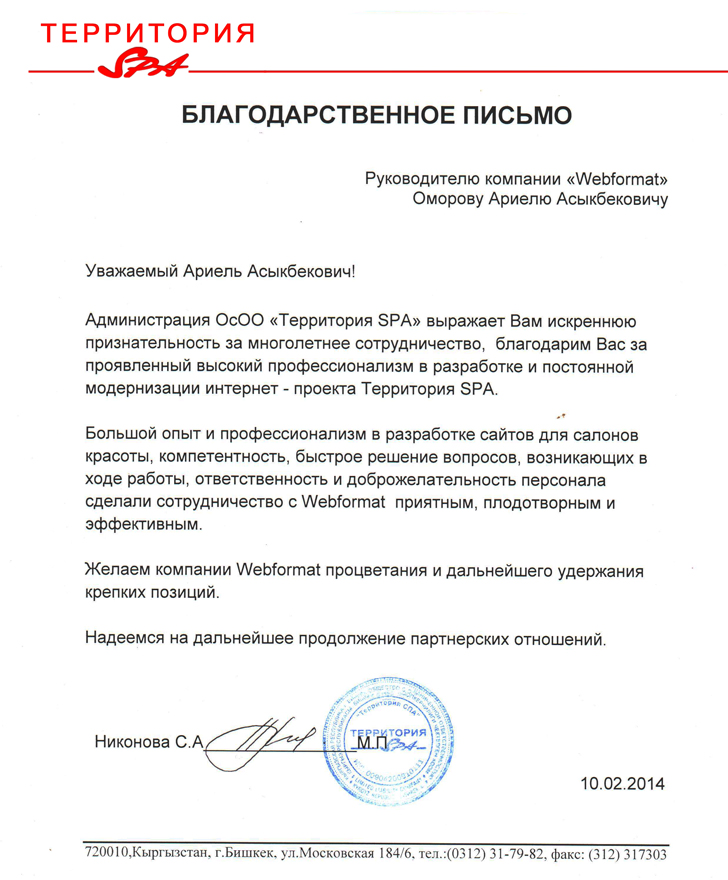 ТЕРРИТОРИЯ
SPA
БЛАГОДАРСТВЕННОЕ ПИСЬМО
Руководителю компании «Webformat»
Оморову Ариелю Асыкбековичу
Уважаемый Ариель Асыкбекович!
Администрация ОсОО «Территория SPA» выражает Вам искреннюю
признательность за многолетнее сотрудничество, благодарим Вас за
проявленный высокий профессионализм в разработке и постоянной
модернизации интернет - проекта Территория SPA.
Большой опыт и профессионализм в разработке сайтов для салонов
красоты, компетентность, быстрое решение вопросов, возникающих в
ходе работы, ответственность и доброжелательность персонала
сделали сотрудничество с Webformat приятным, плодотворным и
эффективным.
Желаем компании Webformat процветания и дальнейшего удержания
крепких позиций.
Надеемся на дальнейшее продолжение партнерских отношений.
Никонова С.А. М.П.
"Территория СПА"
ТЕРРИТОРИЯ
SPA
10.02.2014
720010,Кыргызстан, г.Бишкек, ул.Московская 184/6, тел.:(0312) 31-79-82, факс: (312) 317303